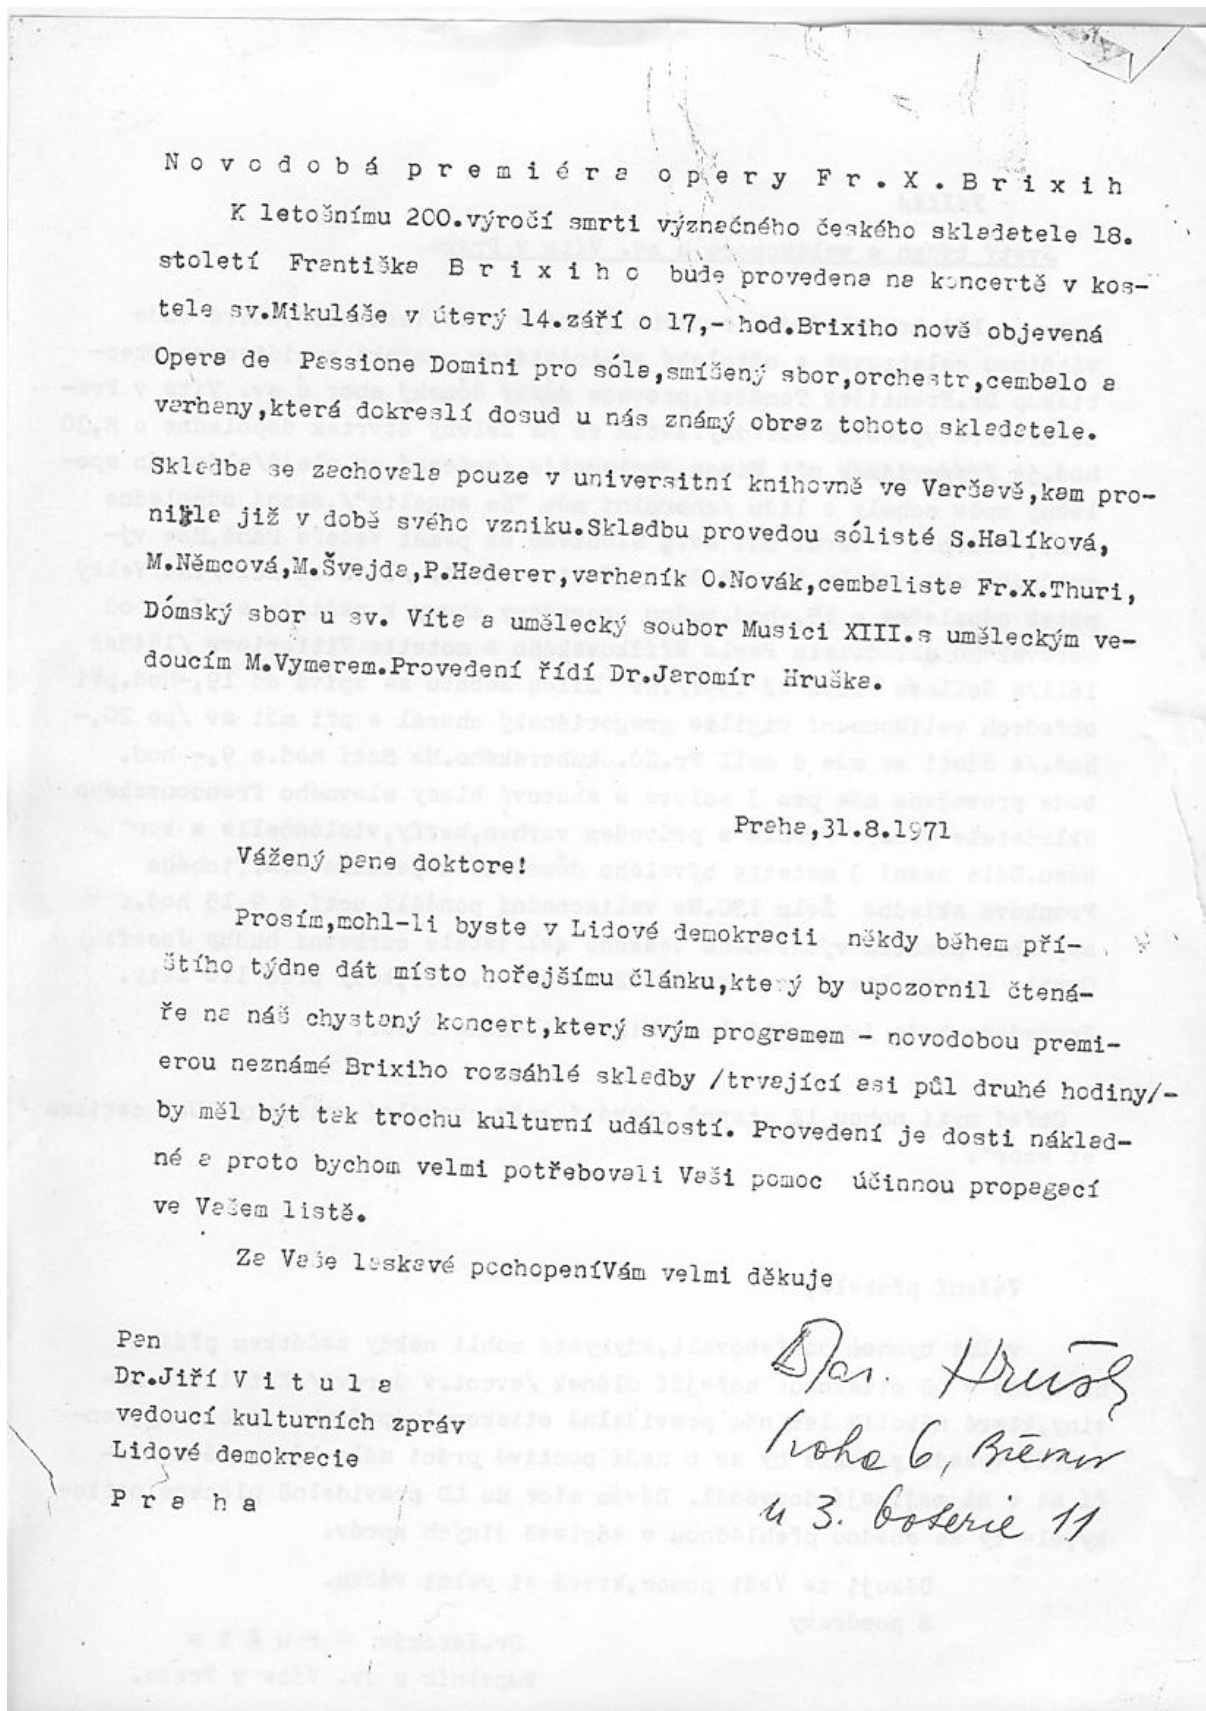 N o v o d o b á  p r e m i é r a  o p e r y  F r . X . B r i x i h
K letošnímu 200.výročí smrti význačného českého skladatele 18.
století Františka B r i x i h o bude provedena na koncertě v kos-
tele sv.Mikuláše v úterý 14.září o 17,- hod.Brixiho nově objevená
Opera de Passione Domini pro sóla,smíšený sbor,orchestr,cembalo a
varhany,která dokreslí dosud u nás známý obraz tohoto skladatele.
Skladba se zachovala pouze v universitní knihovně ve Varšavě,kam pro-
nikla již v době svého vzniku.Skladbu provedou sólisté S.Halíková,
M.Němcová,M.Švejda,P.Haderer,varhaník O.Novák,cembalista Fr.X.Thuri,
Dómský sbor u sv. Víta a umělecký soubor Musici XIII.s uměleckým ve-
doucím M.Vymerem.Provedení řídí Dr.Jaromír Hruška.
Praha,31.8.1971
Vážený pane doktore!
Prosím,mohl-li byste v Lidové demokracii někdy během pří-
štího týdne dát místo hořejšímu článku,který by upozornil čtená-
ře na náš chystaný koncert,který svým programem - novodobou premi-
erou neznámé Brixiho rozsáhlé skladby /trvající asi půl druhé hodiny/-
by měl být tak trochu kulturní událostí. Provedení je dosti náklad-
né a proto bychom velmi potřebovali Vaši pomoc účinnou propagací
ve Vašem listě.
Za Vaše laskavé pochopeníVám velmi děkuje
Pan
Dr.Jiří V i t u l a
vedoucí kulturních zpráv
Lidové demokracie
P r a h a
Hruška
Praha 6, Břevnov
u 3. baterie 11